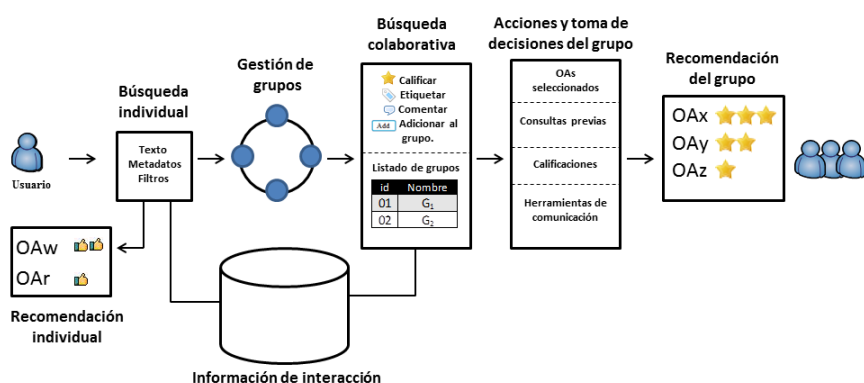 Usuario
Búsqueda
individual
Texto
Metadatos
Filtros
OAw
OAr
Recomendación
individual
Gestión de
grupos
Búsqueda
colaborativa
Calificar
Etiquetar
Comentar
Add Adicionar al
grupo.
Listado de grupos
id Nombre
01 G₁
02 G₂
Información de interacción
Acciones y toma de
decisiones del grupo
OAs
seleccionados
Consultas previas
Calificaciones
Herramientas de
comunicación
Recomendación
del grupo
OAx
OAy
OAz